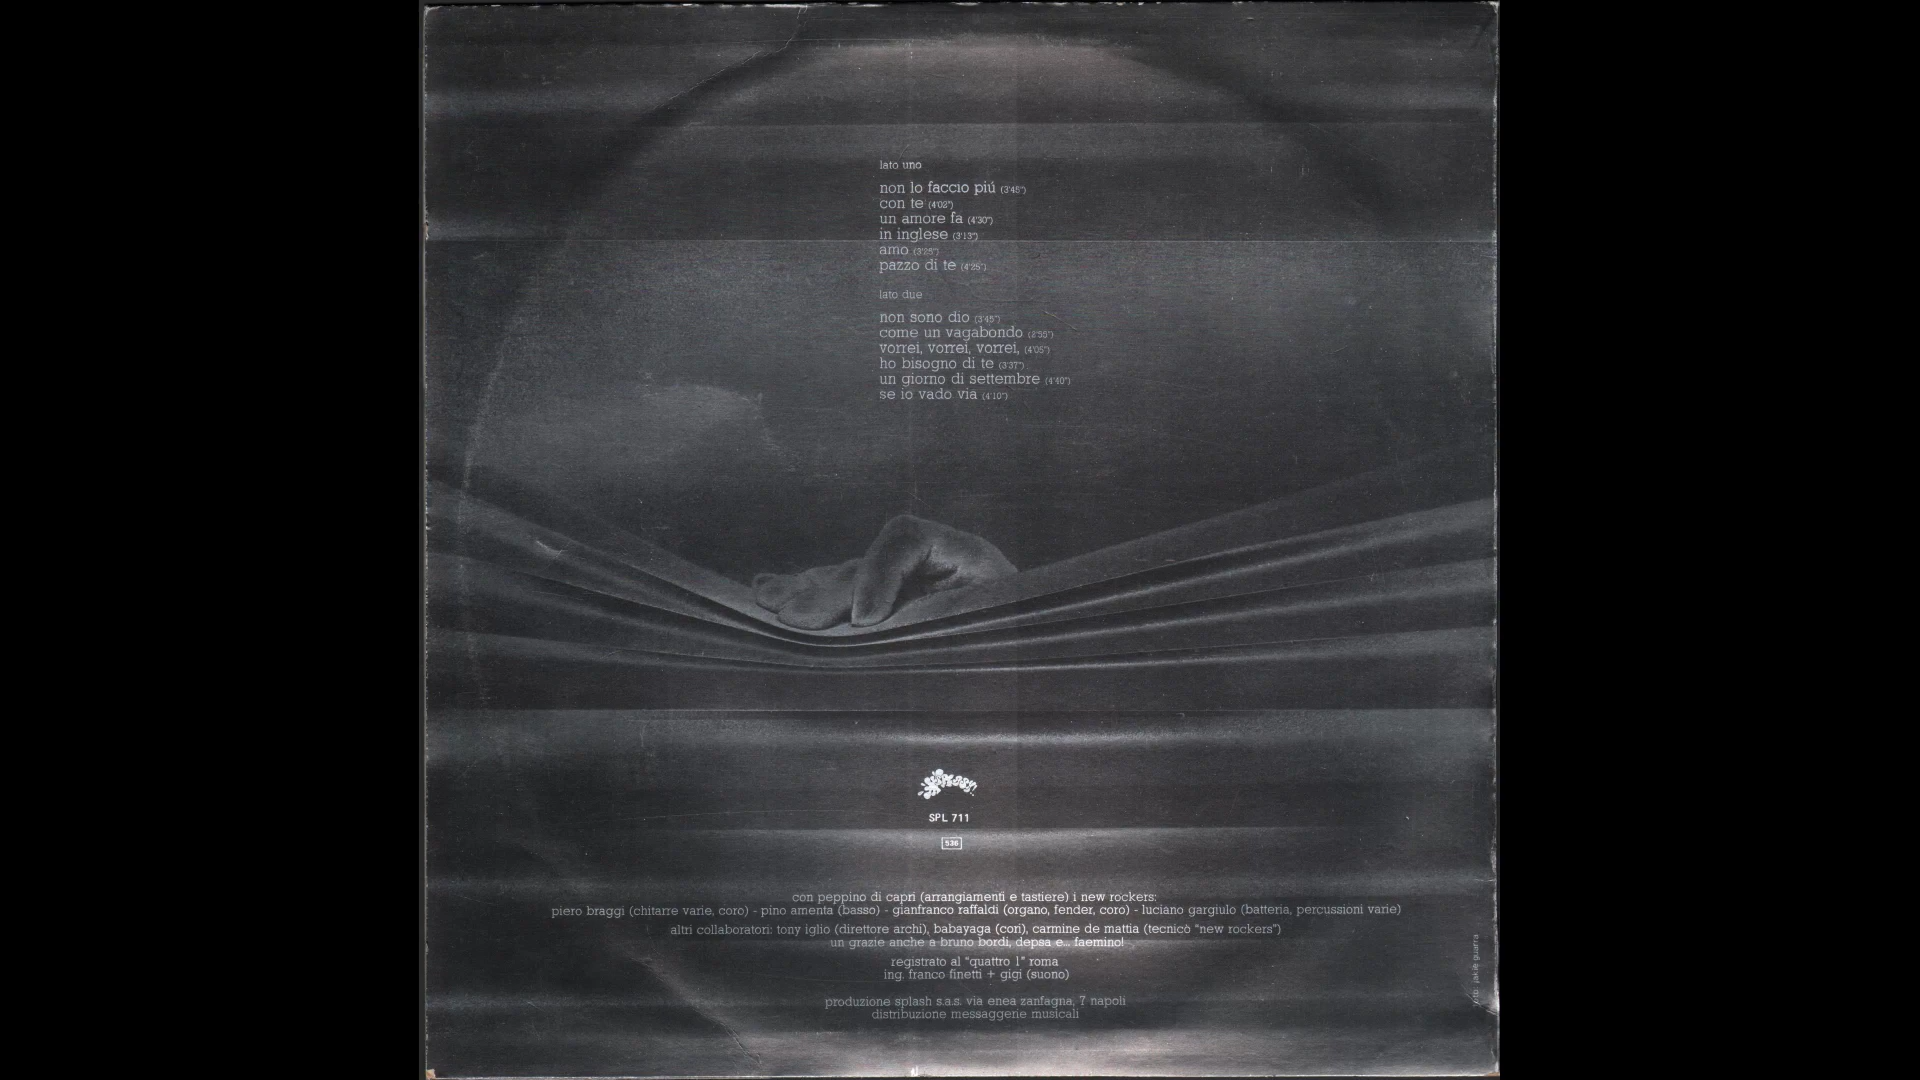 lato uno
non lo faccio piú (3'45")
con te (4'02")
un amore fa (4'30")
in inglese (3'13")
amo (3'25")
pazzo di te (4'25")
lato due
non sono dio (3'45")
come un vagabondo (2'55")
vorrei, vorrei, vorrei, (4'05")
ho bisogno di te (3'37")
un giorno di settembre (4'40")
se io vado via (4'10")
splash
SPL 711
536
con peppino di capri (arrangiamenti e tastiere) i new rockers:
piero braggi (chitarre varie, coro) - pino amenta (basso) - gianfranco raffaldi (organo, fender, coro) - luciano gargiulo (batteria, percussioni varie)
altri collaboratori: tony iglio (direttore archi), babayaga (cori), carmine de mattia (tecnico "new rockers")
un grazie anche a bruno bordi, depsa e... faemino!
registrato al "quattro 1" roma
ing. franco finetti + gigi (suono)
produzione splash s.a.s. via enea zanfagna, 7 napoli
distribuzione messaggerie musicali
foto: jakie guarra